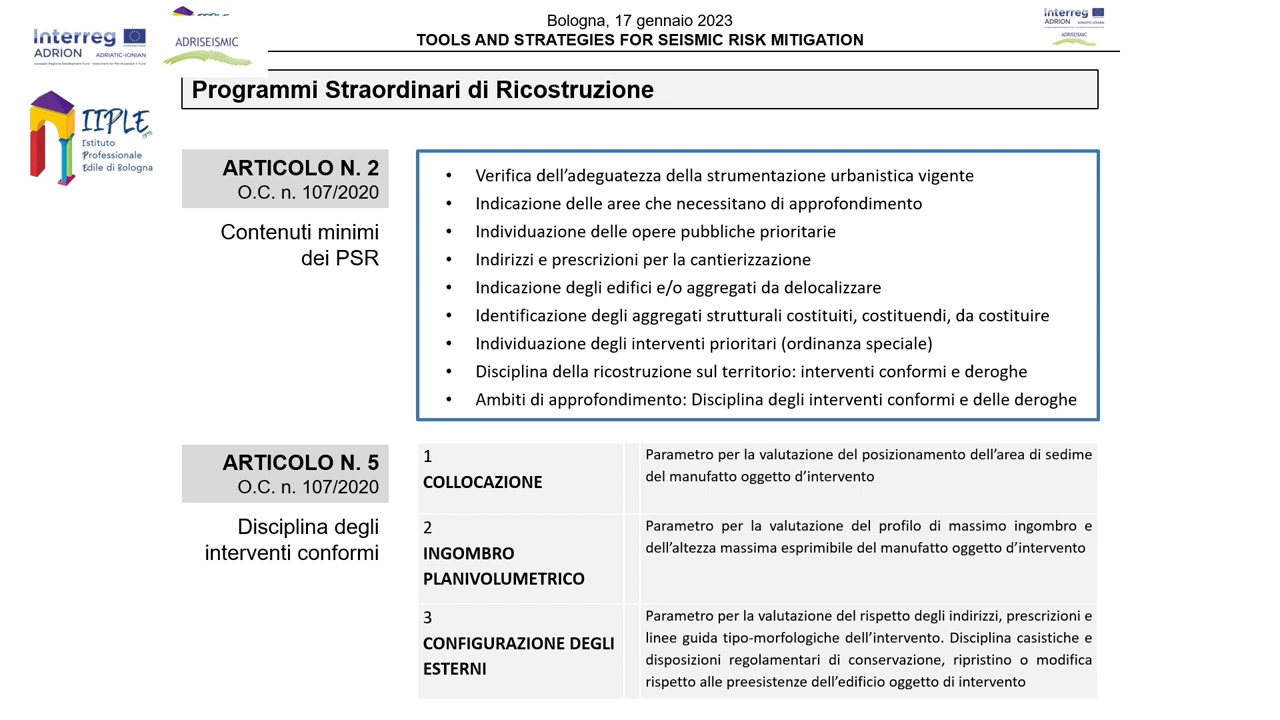 Bologna, 17 gennaio 2023
TOOLS AND STRATEGIES FOR SEISMIC RISK MITIGATION
Interreg
ADRION ADRIATIC-IONIAN
ADRISEISMIC
Interreg
ADRION
ADRISEISMIC
IIPLE
Istituto
Professionale
Edile di Bologna
Programmi Straordinari di Ricostruzione
ARTICOLO N. 2
O.C. n. 107/2020
Contenuti minimi
dei PSR
• Verifica dell’adeguatezza della strumentazione urbanistica vigente
• Indicazione delle aree che necessitano di approfondimento
• Individuazione delle opere pubbliche prioritarie
• Indirizzi e prescrizioni per la cantierizzazione
• Indicazione degli edifici e/o aggregati da delocalizzare
• Identificazione degli aggregati strutturali costituiti, costituendi, da costituire
• Individuazione degli interventi prioritari (ordinanza speciale)
• Disciplina della ricostruzione sul territorio: interventi conformi e deroghe
• Ambiti di approfondimento: Disciplina degli interventi conformi e delle deroghe
ARTICOLO N. 5
O.C. n. 107/2020
Disciplina degli
interventi conformi
1
COLLOCAZIONE
Parametro per la valutazione del posizionamento dell’area di sedime
del manufatto oggetto d’intervento
2
INGOMBRO
PLANIVOLUMETRICO
Parametro per la valutazione del profilo di massimo ingombro e
dell’altezza massima esprimibile del manufatto oggetto d’intervento
3
CONFIGURAZIONE DEGLI
ESTERNI
Parametro per la valutazione del rispetto degli indirizzi, prescrizioni e
linee guida tipo-morfologiche dell’intervento. Disciplina casistiche e
disposizioni regolamentari di conservazione, ripristino o modifica
rispetto alle preesistenze dell’edificio oggetto di intervento